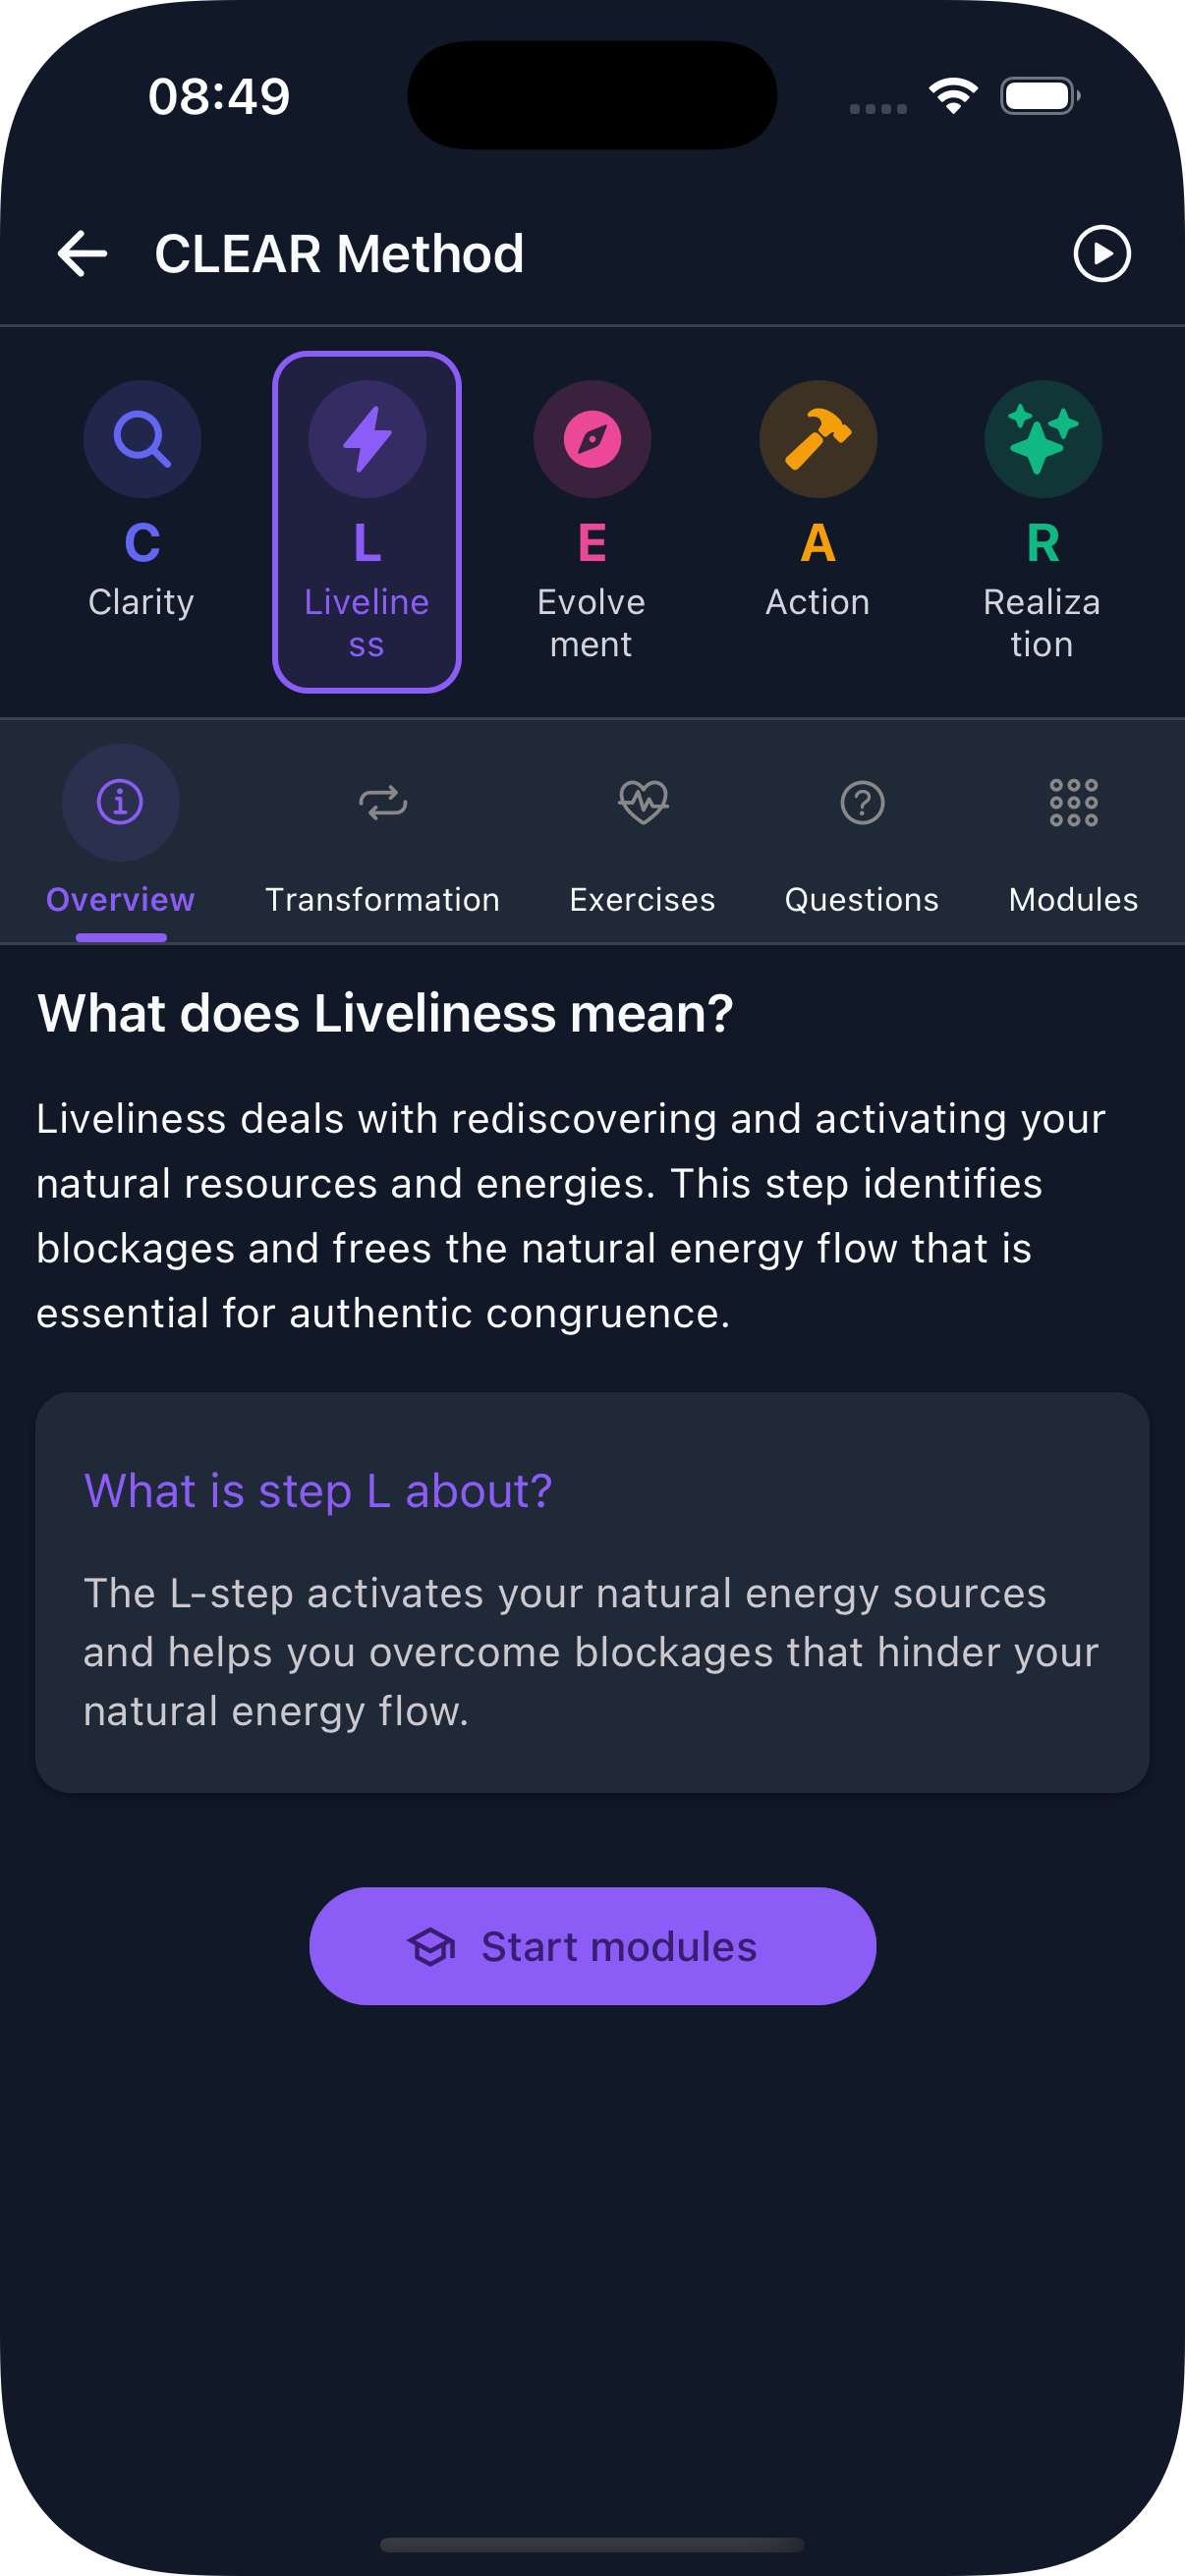 08:49
CLEAR Method
C
L
E
A
R
Clarity
Liveline
ss
Evolve
ment
Action
Realiza
tion
Overview
Transformation
Exercises
Questions
Modules
What does Liveliness mean?
Liveliness deals with rediscovering and activating your
natural resources and energies. This step identifies
blockages and frees the natural energy flow that is
essential for authentic congruence.
What is step L about?
The L-step activates your natural energy sources
and helps you overcome blockages that hinder your
natural energy flow.
Start modules